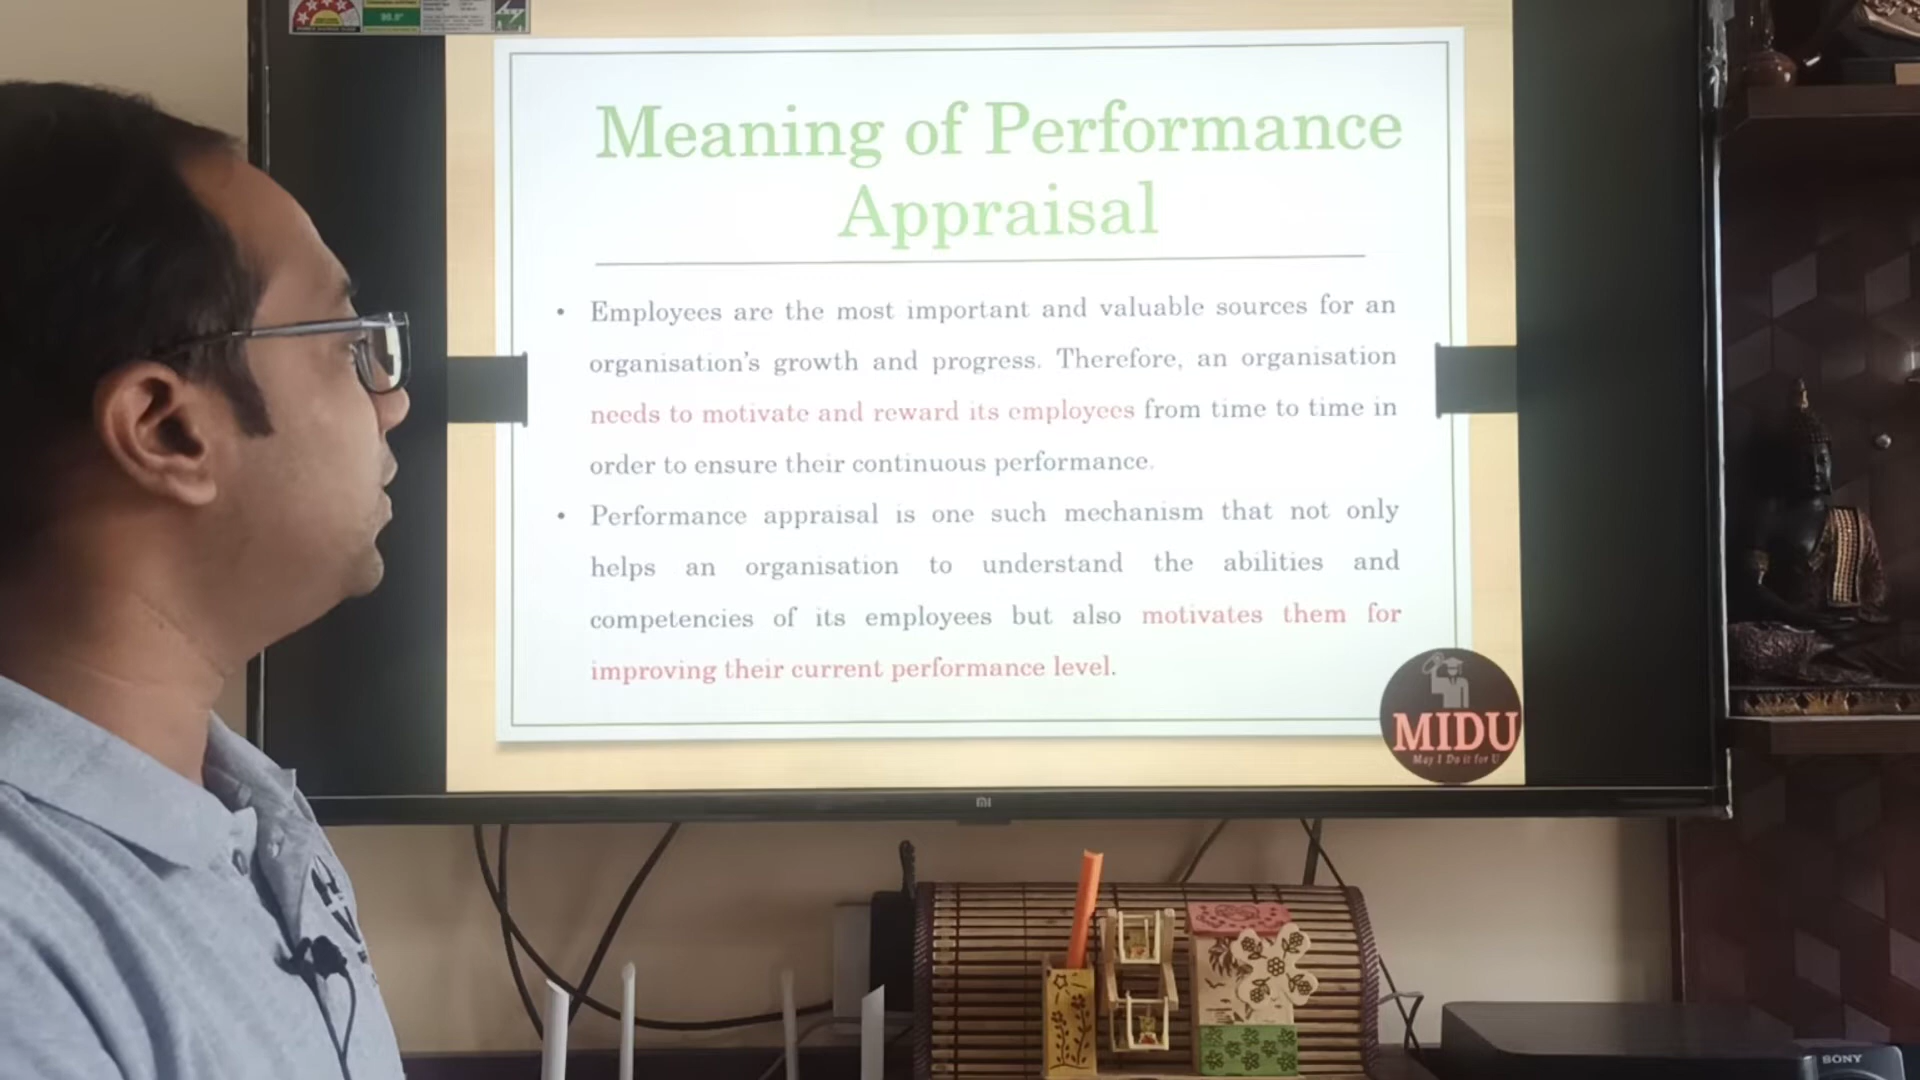 Meaning of Performance
Appraisal
• Employees are the most important and valuable sources for an
organisation's growth and progress. Therefore, an organisation
needs to motivate and reward its employees from time to time in
order to ensure their continuous performance.
• Performance appraisal is one such mechanism that not only
helps an organisation to understand the abilities and
competencies of its employees but also motivates them for
improving their current performance level.
MIDU
May I Do it for U
mi
SONY